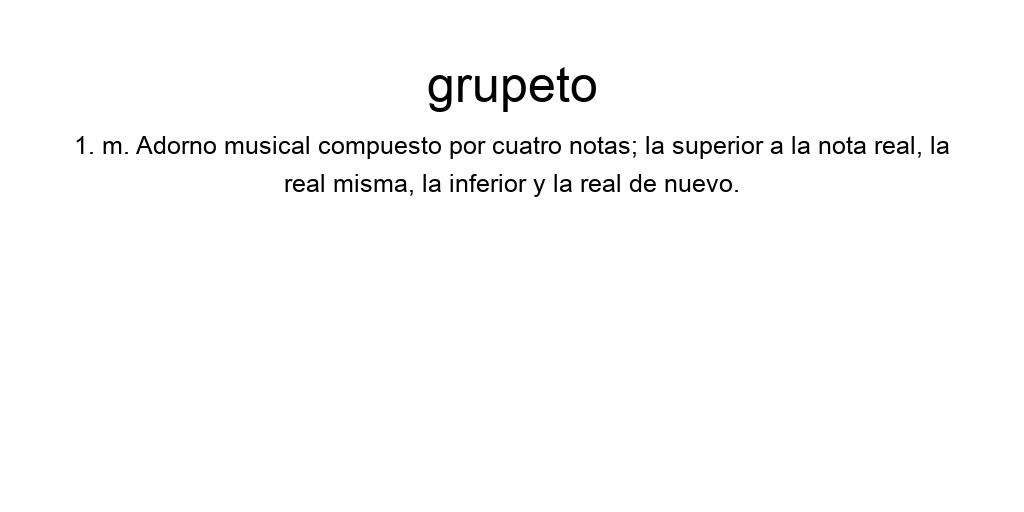 grupeto
1. m. Adorno musical compuesto por cuatro notas; la superior a la nota real, la
real misma, la inferior y la real de nuevo.